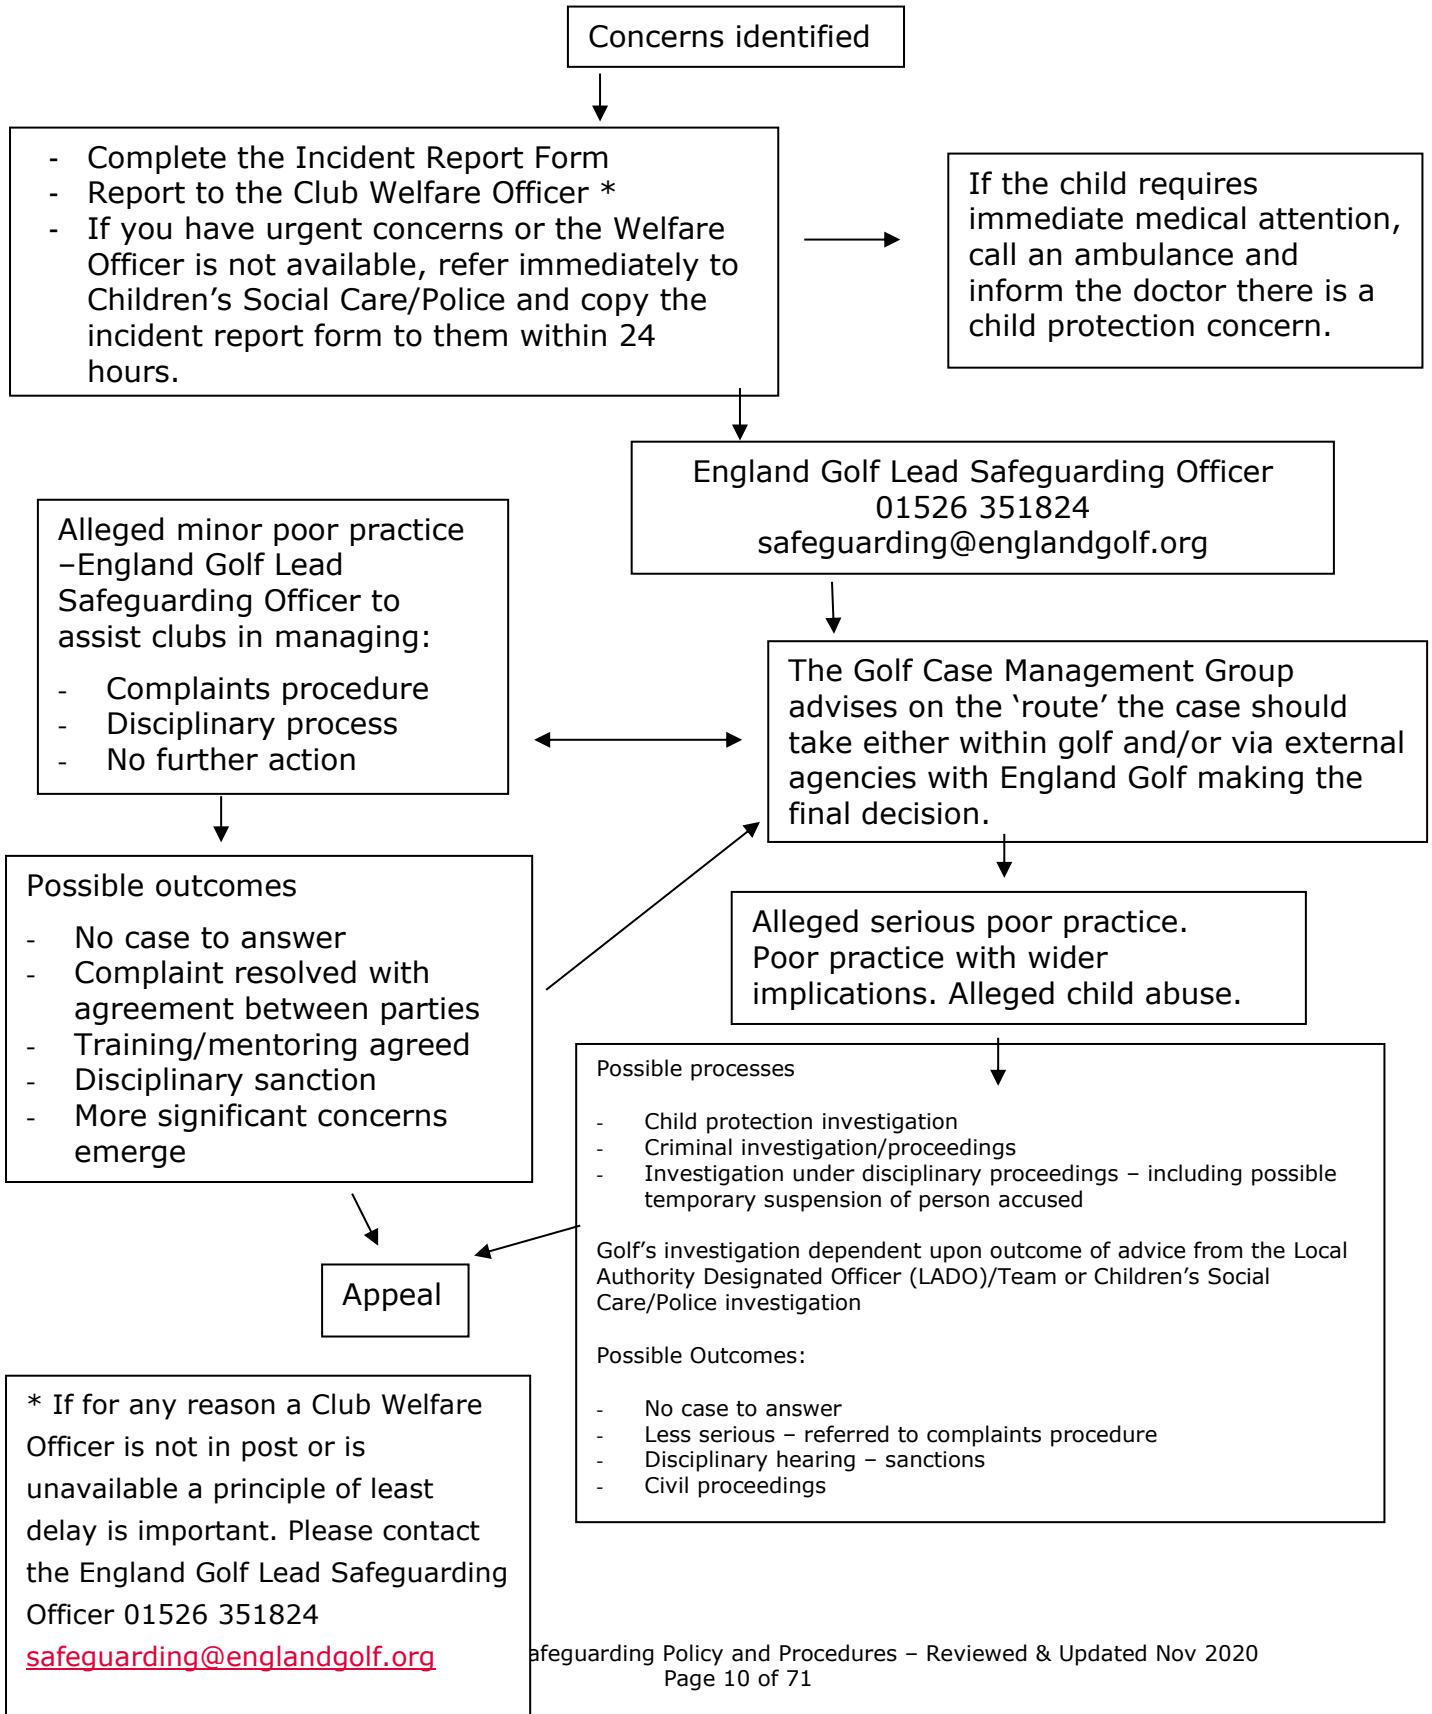 Concerns identified
- Complete the Incident Report Form
- Report to the Club Welfare Officer *
- If you have urgent concerns or the Welfare
Officer is not available, refer immediately to
Children’s Social Care/Police and copy the
incident report form to them within 24
hours.
If the child requires
immediate medical attention,
call an ambulance and
inform the doctor there is a
child protection concern.
England Golf Lead Safeguarding Officer
01526 351824
safeguarding@englandgolf.org
Alleged minor poor practice
–England Golf Lead
Safeguarding Officer to
assist clubs in managing:
- Complaints procedure
- Disciplinary process
- No further action
The Golf Case Management Group
advises on the ‘route’ the case should
take either within golf and/or via external
agencies with England Golf making the
final decision.
Possible outcomes
- No case to answer
- Complaint resolved with
agreement between parties
- Training/mentoring agreed
- Disciplinary sanction
- More significant concerns
emerge
Alleged serious poor practice.
Poor practice with wider
implications. Alleged child abuse.
Possible processes
- Child protection investigation
- Criminal investigation/proceedings
- Investigation under disciplinary proceedings – including possible
temporary suspension of person accused
Golf’s investigation dependent upon outcome of advice from the Local
Authority Designated Officer (LADO)/Team or Children’s Social
Care/Police investigation
Possible Outcomes:
- No case to answer
- Less serious – referred to complaints procedure
- Disciplinary hearing – sanctions
- Civil proceedings
Appeal
* If for any reason a Club Welfare
Officer is not in post or is
unavailable a principle of least
delay is important. Please contact
the England Golf Lead Safeguarding
Officer 01526 351824
safeguarding@englandgolf.org
afeguarding Policy and Procedures – Reviewed & Updated Nov 2020
Page 10 of 71